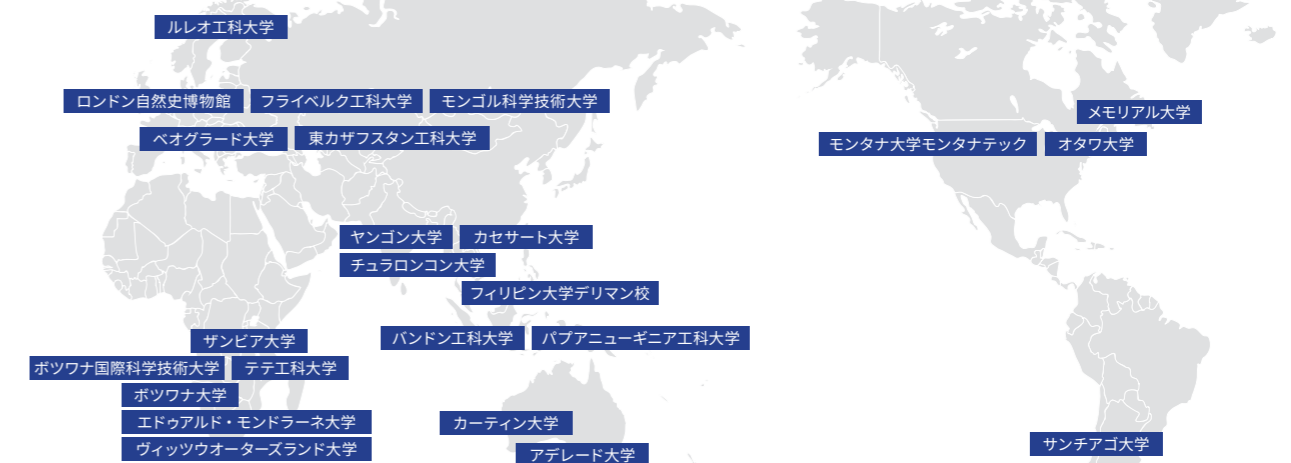 ルレオ工科大学
ロンドン自然史博物館
フライベルク工科大学
モンゴル科学技術大学
ベオグラード大学
東カザフスタン工科大学
メモリアル大学
モンタナ大学モンタナテック
オタワ大学
ヤンゴン大学
カセサート大学
チュラロンコン大学
フィリピン大学デリマン校
バンドン工科大学
パプアニューギニア工科大学
ザンビア大学
ボツワナ国際科学技術大学
テテ工科大学
ボツワナ大学
エドゥアルド・モンドラーネ大学
ヴィッツウオーターズランド大学
カーティン大学
アデレード大学
サンチアゴ大学